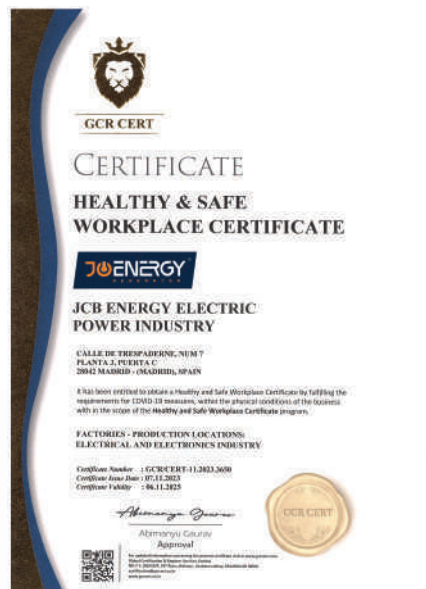 GCR CERT
CERTIFICATE
HEALTHY & SAFE
WORKPLACE CERTIFICATE
JCBENERGY
GENERATOR
JCB ENERGY ELECTRIC
POWER INDUSTRY
CALLE DE TRESPADERNE, NUM 7
PLANTA 2, PUERTA C
28042 MADRID - (MADRID), SPAIN
It has been entitled to obtain a Healthy and Safe Workplace Certificate by fulfilling the
requirements for COVID-19 measures, within the physical conditions of the business
with in the scope of the Healthy and Safe Workplace Certificate program.
FACTORIES - PRODUCTION LOCATIONS:
ELECTRICAL AND ELECTRONICS INDUSTRY
Certificate Number : GCR/CERT-11.2023.3650
Certificate Issue Date : 07.11.2023
Certificate Validity : 06.11.2025
Abimanyu Gaurav
Approval
GCR CERT